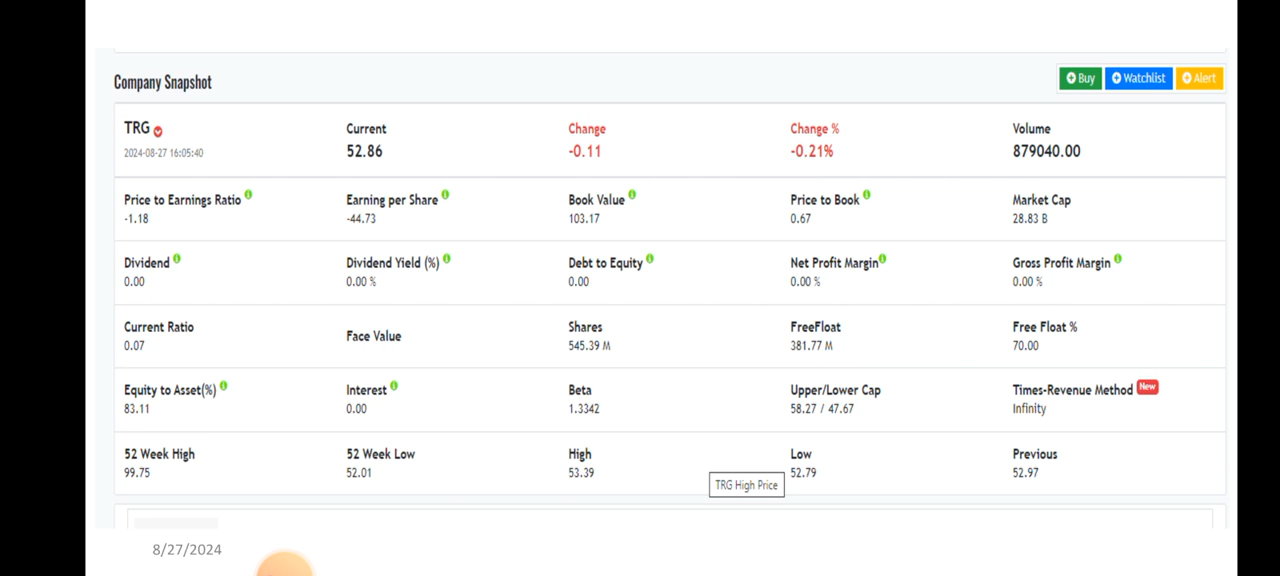 Company Snapshot
Buy Watchlist Alert
TRG Current Change Change % Volume
2024-08-27 16:05:40 52.86 -0.11 -0.21% 879040.00
Price to Earnings Ratio Earning per Share Book Value Price to Book Market Cap
-1.18 -44.73 103.17 0.67 28.83 B
Dividend Dividend Yield (%) Debt to Equity Net Profit Margin Gross Profit Margin
0.00 0.00 % 0.00 0.00 % 0.00 %
Current Ratio Face Value Shares FreeFloat Free Float %
0.07 545.39 M 381.77 M 70.00
Equity to Asset(%) Interest Beta Upper/Lower Cap Times-Revenue Method New
83.11 0.00 1.3342 58.27 / 47.67 Infinity
52 Week High 52 Week Low High Low Previous
99.75 52.01 53.39 52.79 52.97
TRG High Price
8/27/2024